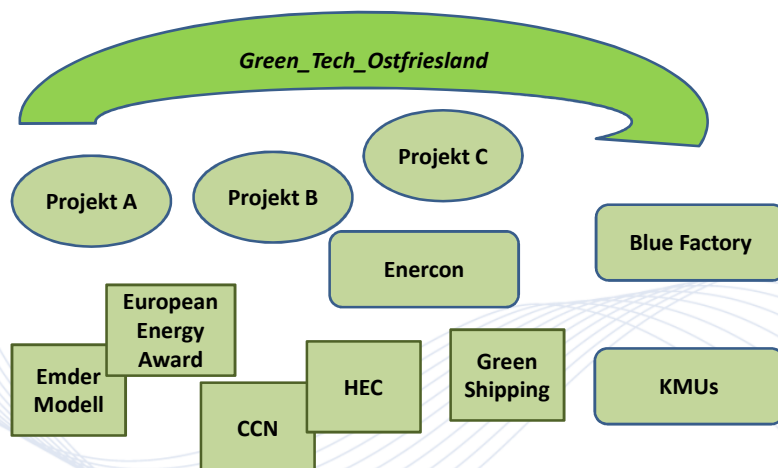 Green_Tech_Ostfriesland
Projekt A
Projekt B
Projekt C
Enercon
Blue Factory
European
Energy
Award
Emder
Modell
CCN
HEC
Green
Shipping
KMUs